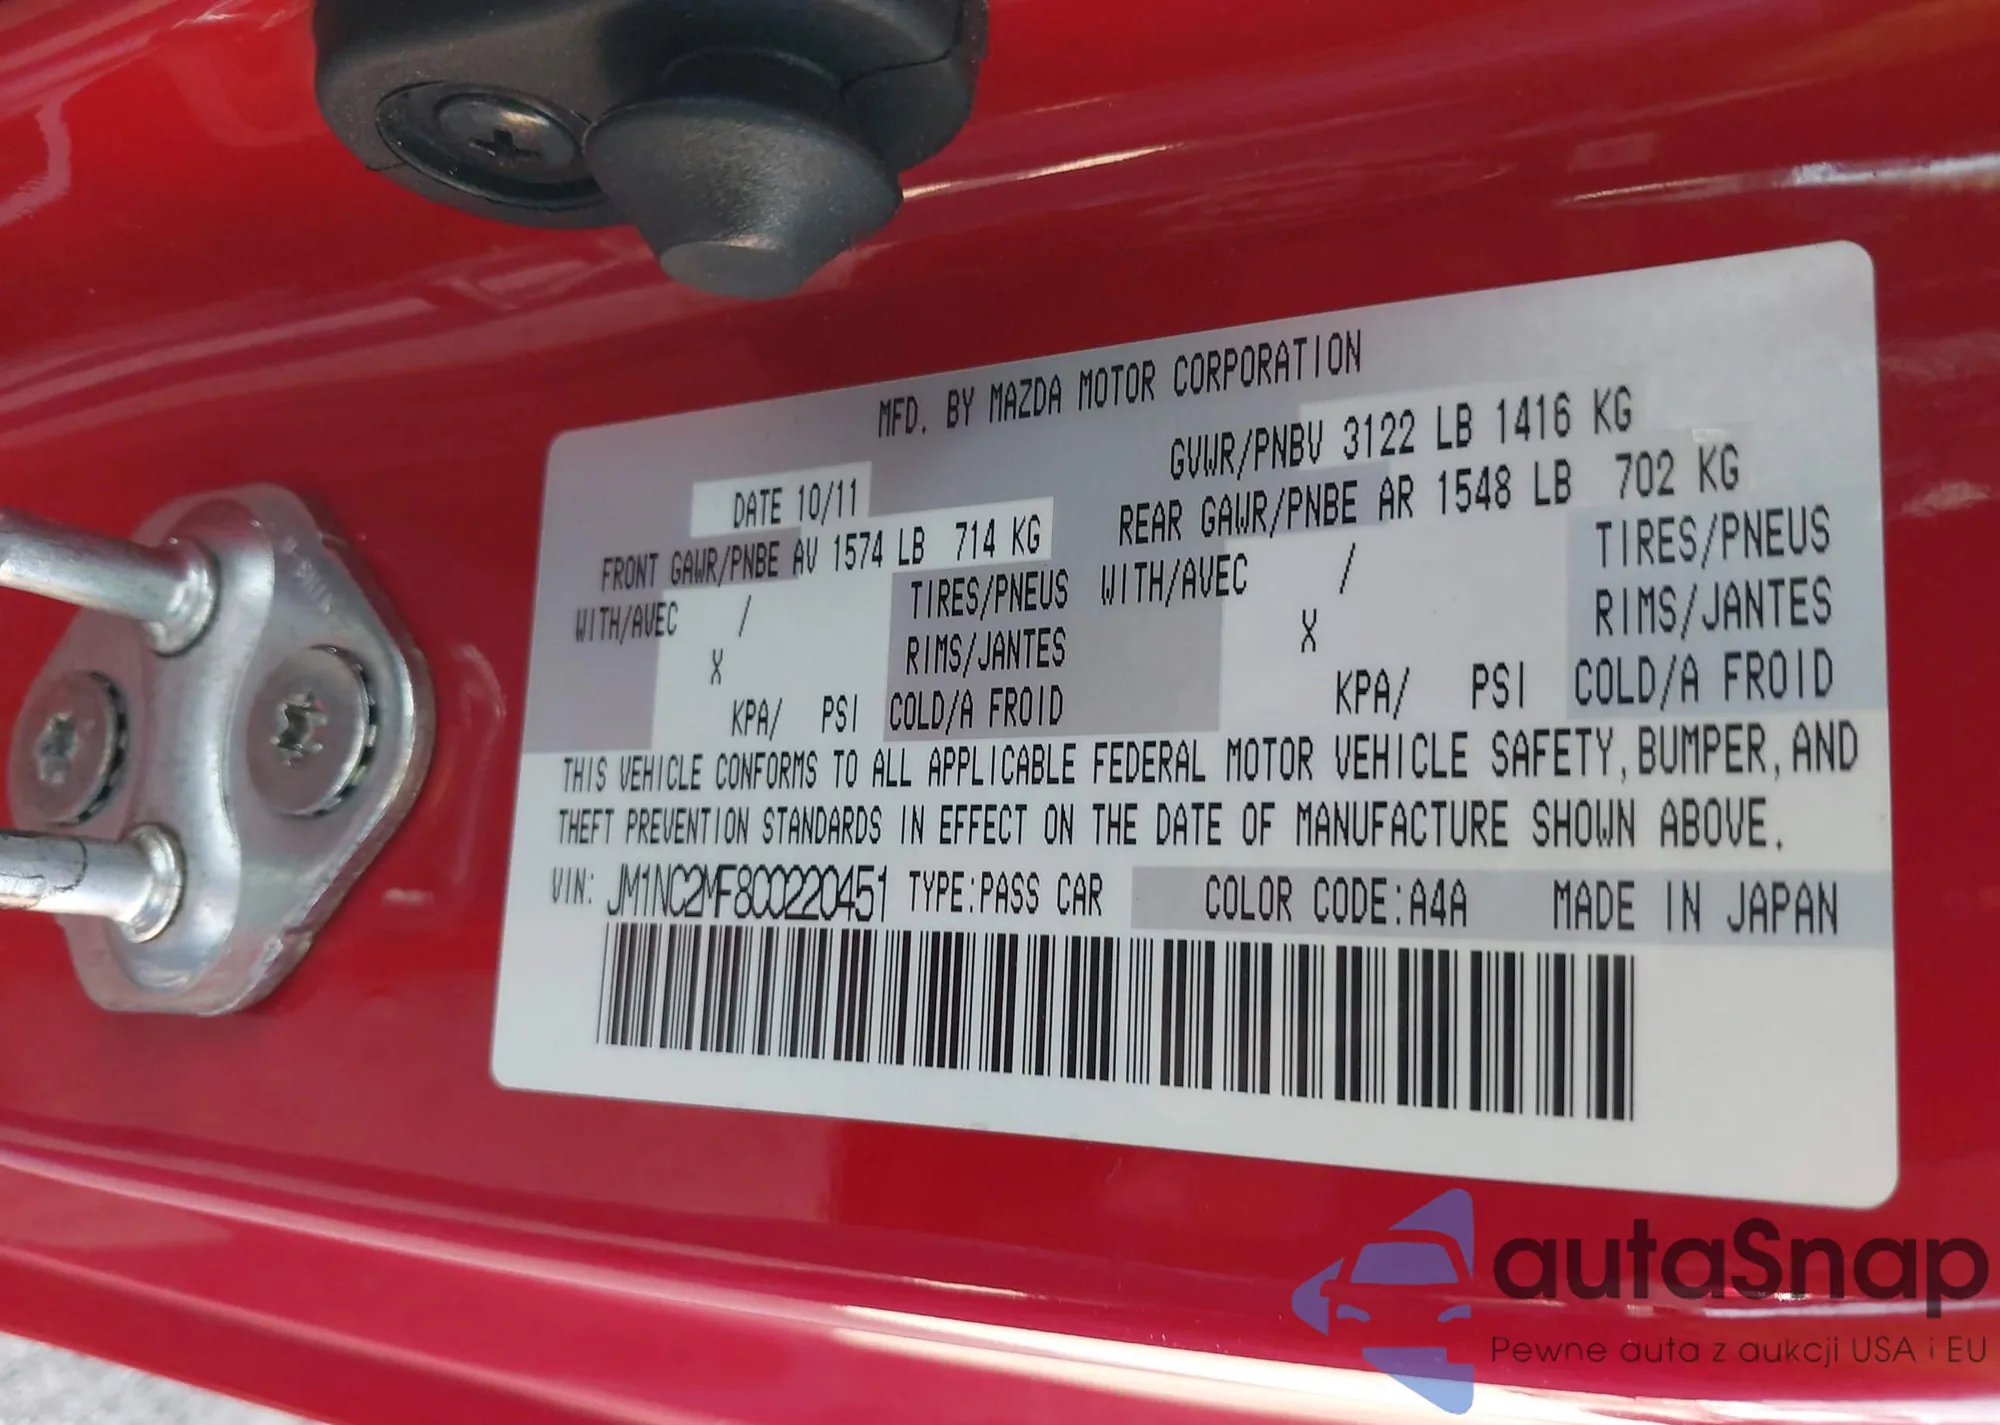 MFD. BY MAZDA MOTOR CORPORATION
GVWR/PNBV 3122 LB 1416 KG
DATE 10/11
FRONT GAWR/PNBE AV 1574 LB 714 KG
REAR GAWR/PNBE AR 1548 LB 702 KG
WITH/AVEC / TIRES/PNEUS
WITH/AVEC / TIRES/PNEUS
X RIMS/JANTES
X RIMS/JANTES
KPA/ PSI COLD/A FROID
KPA/ PSI COLD/A FROID
THIS VEHICLE CONFORMS TO ALL APPLICABLE FEDERAL MOTOR VEHICLE SAFETY, BUMPER, AND
THEFT PREVENTION STANDARDS IN EFFECT ON THE DATE OF MANUFACTURE SHOWN ABOVE.
VIN: JM1NC2MF8C0220451 TYPE:PASS CAR COLOR CODE:A4A MADE IN JAPAN
autaSnap
Pewne auta z aukcji USA i EU